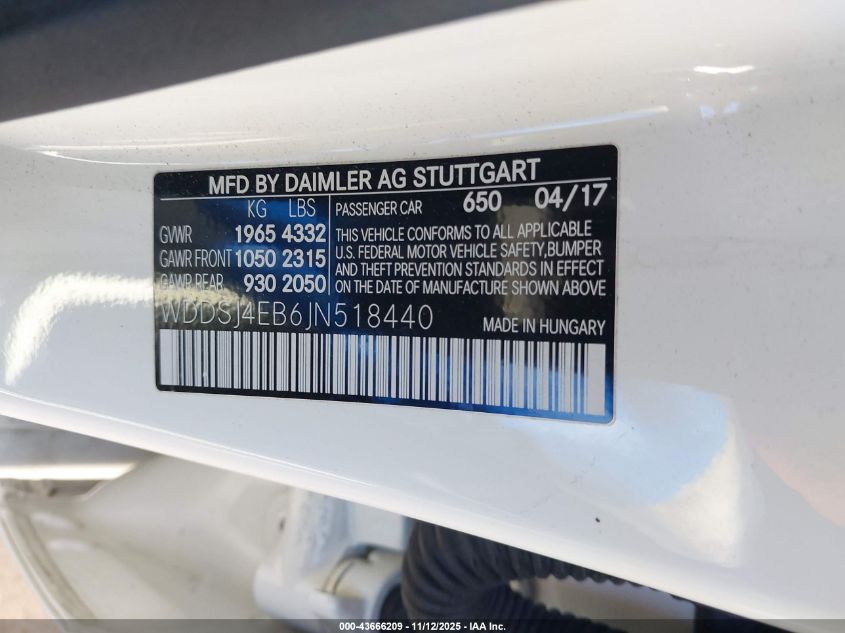 MFD BY DAIMLER AG STUTTGART
KG LBS
GVWR 1965 4332
GAWR FRONT 1050 2315
GAWR REAR 930 2050
PASSENGER CAR 650 04/17
THIS VEHICLE CONFORMS TO ALL APPLICABLE
U.S. FEDERAL MOTOR VEHICLE SAFETY,BUMPER
AND THEFT PREVENTION STANDARDS IN EFFECT
ON THE DATE OF MANUFACTURE SHOWN ABOVE
WDDSJ4EB6JN518440
MADE IN HUNGARY
000-43666209 - 11/12/2025 - IAA Inc.